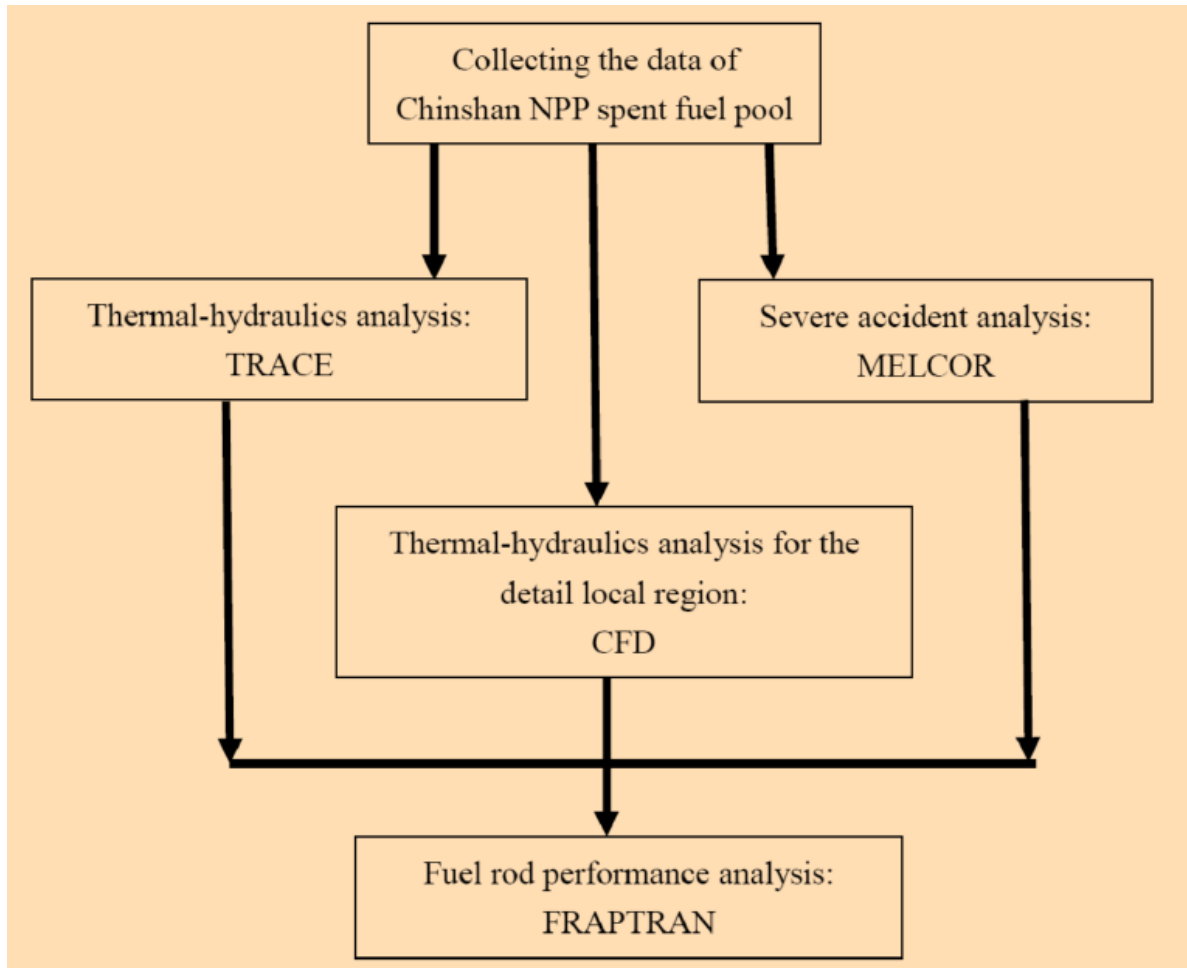 Collecting the data of
Chinshan NPP spent fuel pool
Thermal-hydraulics analysis:
TRACE
Severe accident analysis:
MELCOR
Thermal-hydraulics analysis for the
detail local region:
CFD
Fuel rod performance analysis:
FRAPTRAN